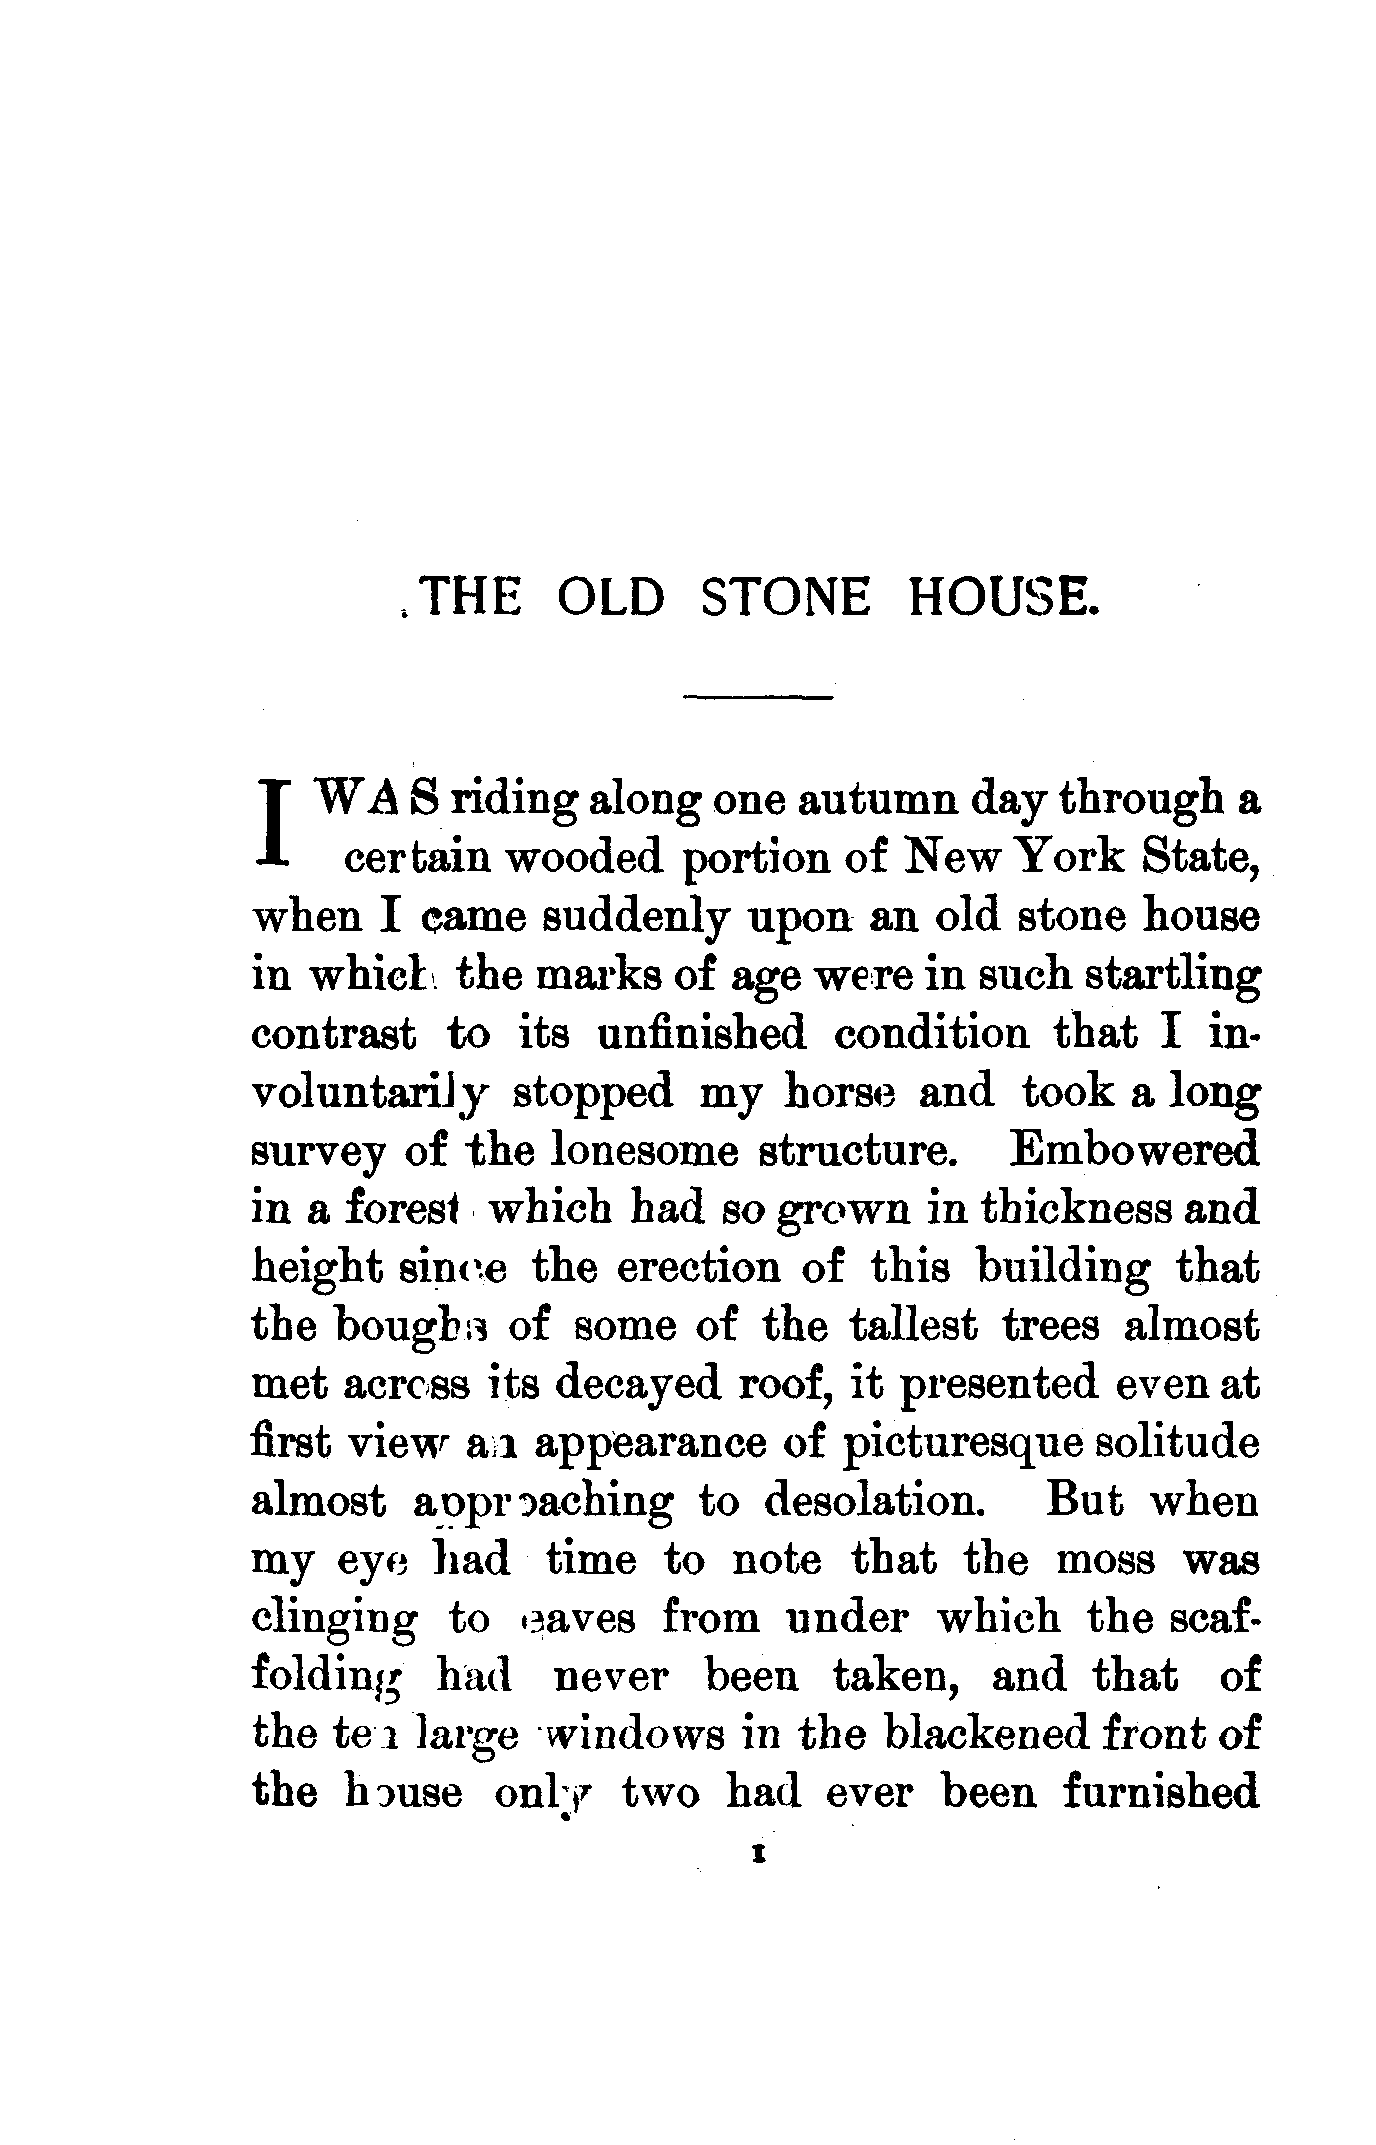 THE OLD STONE HOUSE.
I WAS riding along one autumn day through a
certain wooded portion of New York State,
when I came suddenly upon an old stone house
in which the marks of age were in such startling
contrast to its unfinished condition that I in-
voluntarily stopped my horse and took a long
survey of the lonesome structure. Embowered
in a forest which had so grown in thickness and
height since the erection of this building that
the boughs of some of the tallest trees almost
met across its decayed roof, it presented even at
first view an appearance of picturesque solitude
almost approaching to desolation. But when
my eye had time to note that the moss was
clinging to eaves from under which the scaf-
folding had never been taken, and that of
the ten large windows in the blackened front of
the house only two had ever been furnished
1